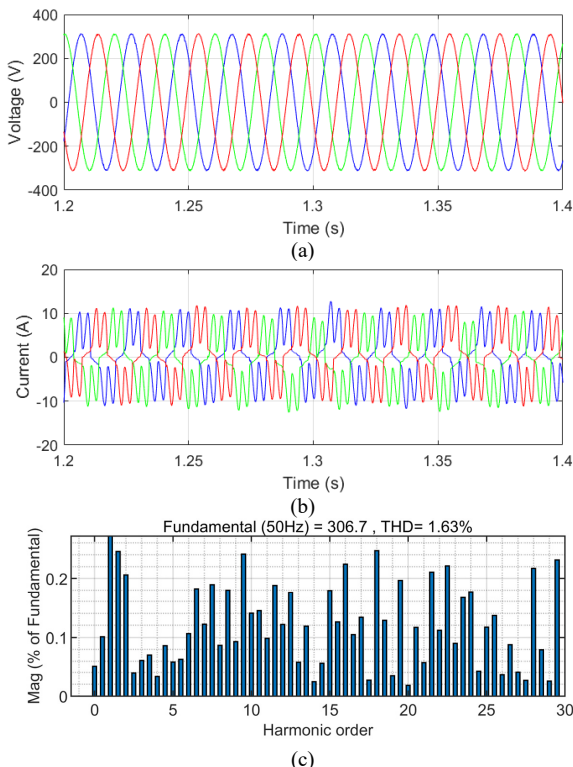 400
200
0
-200
-400
Voltage (V)
1.2 1.25 1.3 1.35 1.4
Time (s)
(a)
20
10
0
-10
-20
Current (A)
1.2 1.25 1.3 1.35 1.4
Time (s)
(b)
Fundamental (50Hz) = 306.7 , THD= 1.63%
0.2
0.1
0
Mag (% of Fundamental)
0 5 10 15 20 25 30
Harmonic order
(c)